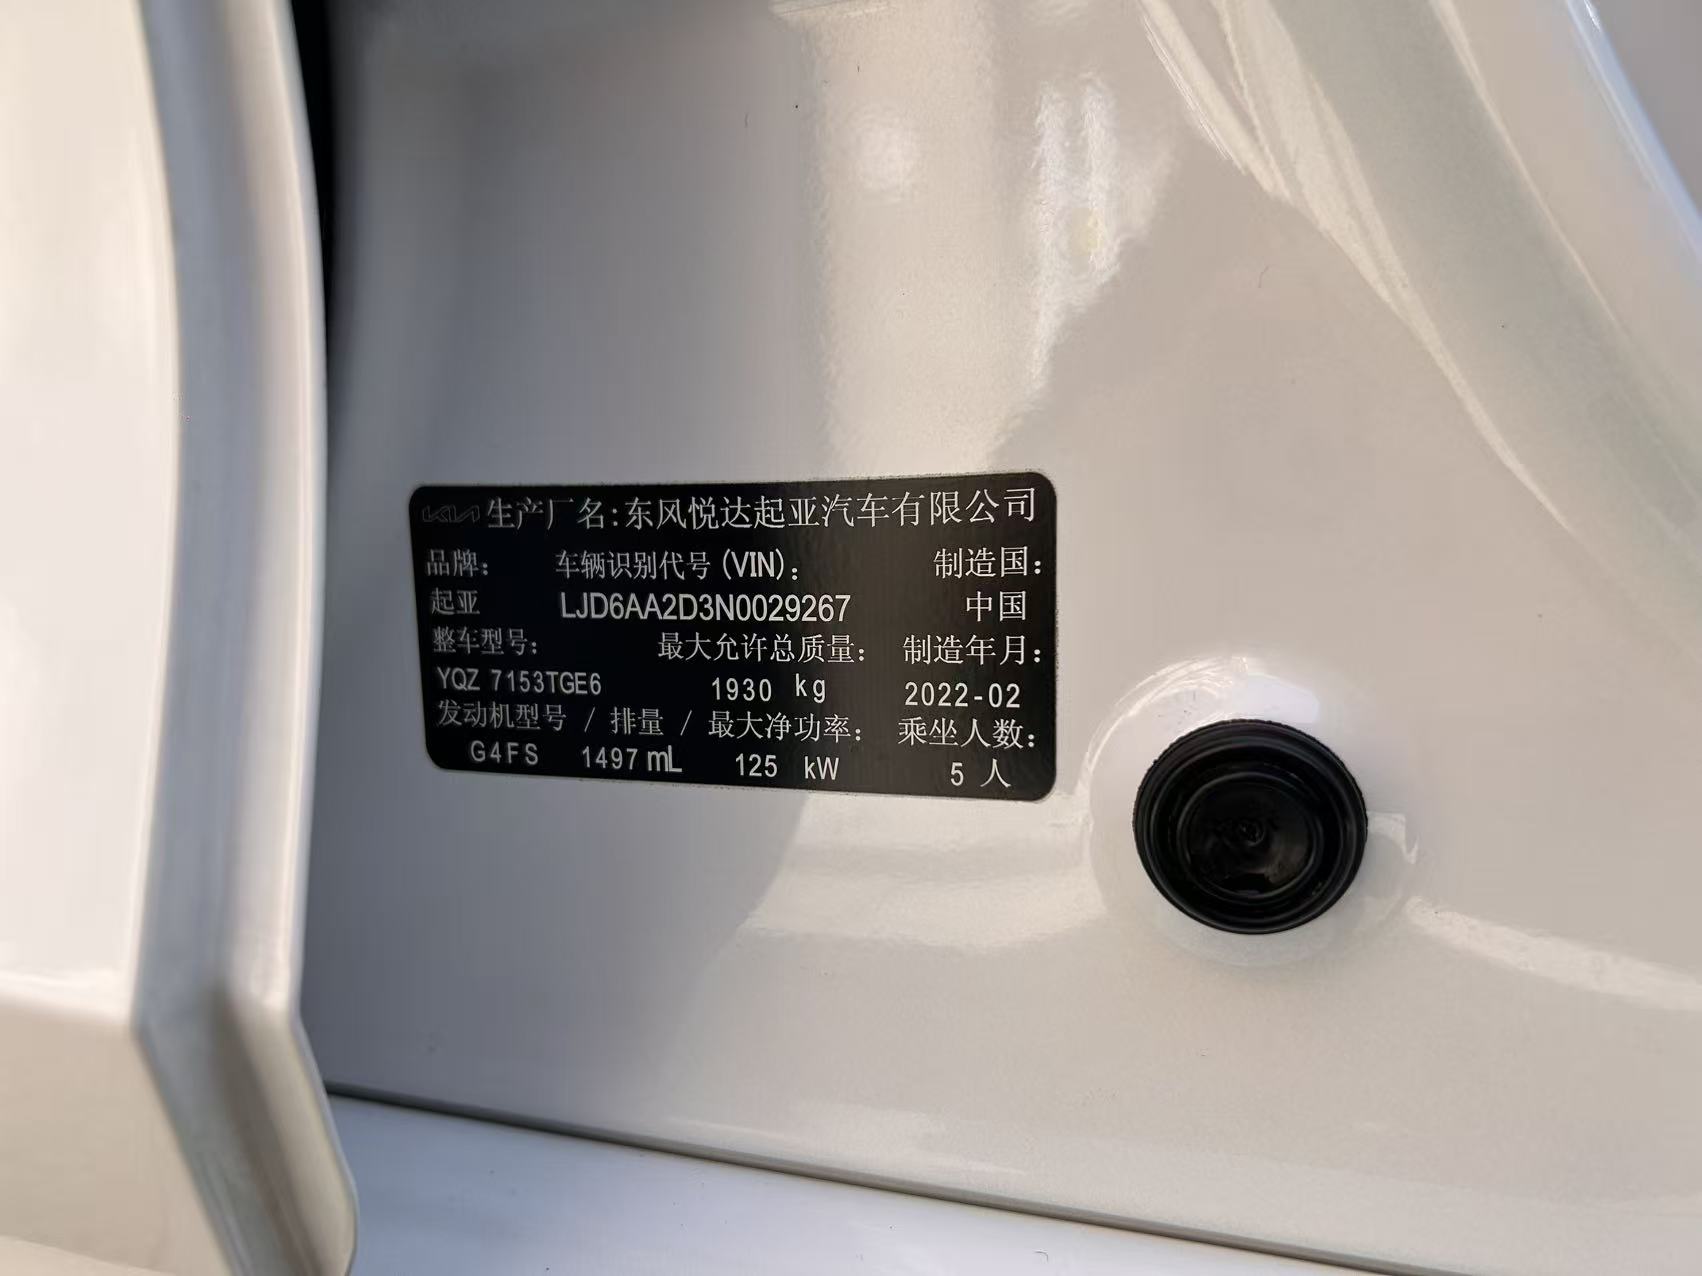 KIA 生产厂名:东风悦达起亚汽车有限公司
品牌: 车辆识别代号(VIN): 制造国:
起亚 LJD6AA2D3N0029267 中国
整车型号: 最大允许总质量: 制造年月:
YQZ 7153TGE6 1930 kg 2022-02
发动机型号 / 排量 / 最大净功率: 乘坐人数:
G4FS 1497 mL 125 kW 5 人